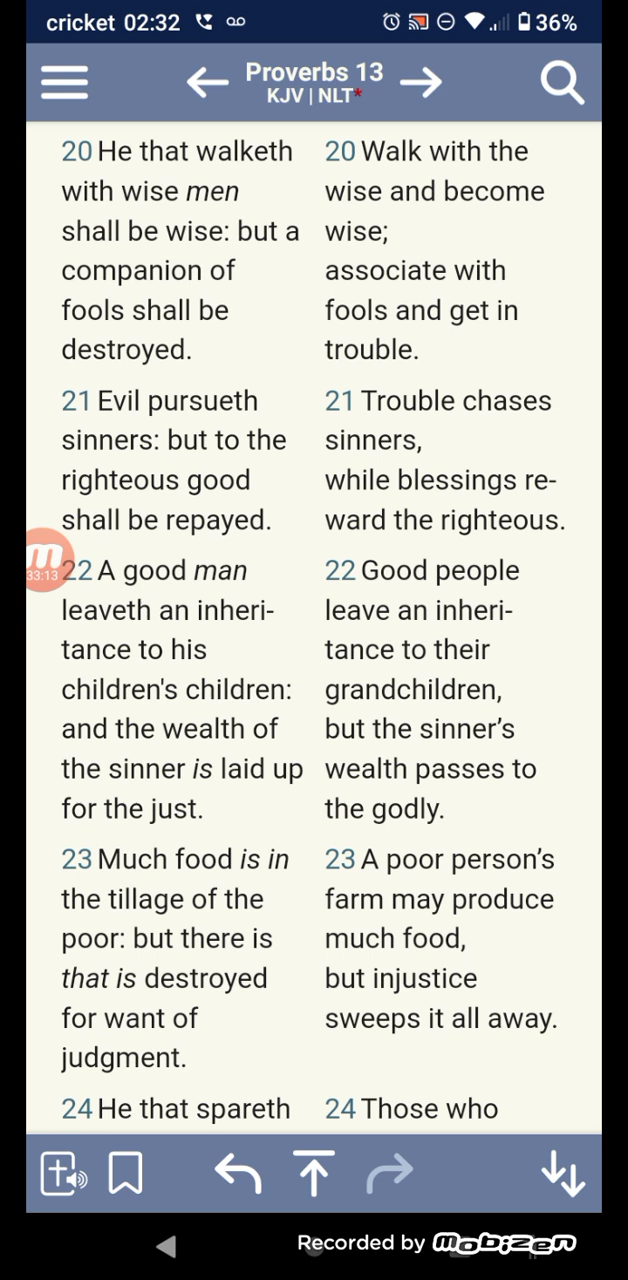 cricket 02:32
36%
Proverbs 13
KJV | NLT*
20 He that walketh
with wise men
shall be wise: but a
companion of
fools shall be
destroyed.
21 Evil pursueth
sinners: but to the
righteous good
shall be repayed.
22 A good man
leaveth an inheri-
tance to his
children's children:
and the wealth of
the sinner is laid up
for the just.
23 Much food is in
the tillage of the
poor: but there is
that is destroyed
for want of
judgment.
24 He that spareth
20 Walk with the
wise and become
wise;
associate with
fools and get in
trouble.
21 Trouble chases
sinners,
while blessings re-
ward the righteous.
22 Good people
leave an inheri-
tance to their
grandchildren,
but the sinner’s
wealth passes to
the godly.
23 A poor person’s
farm may produce
much food,
but injustice
sweeps it all away.
24 Those who
m
33:13
Recorded by Mobizen